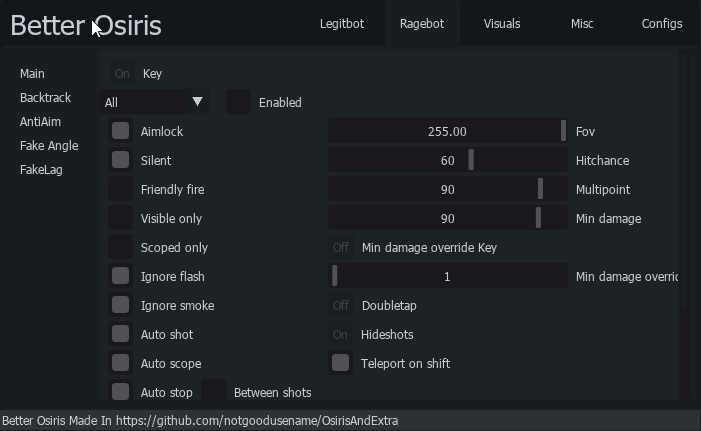 Better Osiris Legitbot Ragebot Visuals Misc Configs
Main On Key
Backtrack All Enabled
AntiAim Aimlock 255.00 Fov
Fake Angle Silent 60 Hitchance
FakeLag Friendly fire 90 Multipoint
Visible only 90 Min damage
Scoped only Off Min damage override Key
Ignore flash 1 Min damage overric
Ignore smoke Off Doubletap
Auto shot On Hideshots
Auto scope Teleport on shift
Auto stop Between shots
Better Osiris Made In https://github.com/notgoodusename/OsirisAndExtra